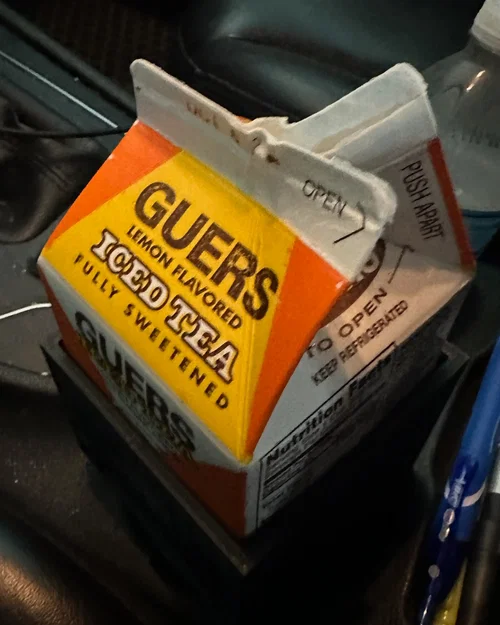 OPEN
GUERS
LEMON FLAVORED
ICED TEA
FULLY SWEETENED
GUERS
PUSH APART
TO OPEN
KEEP REFRIGERATED
Nutrition Facts